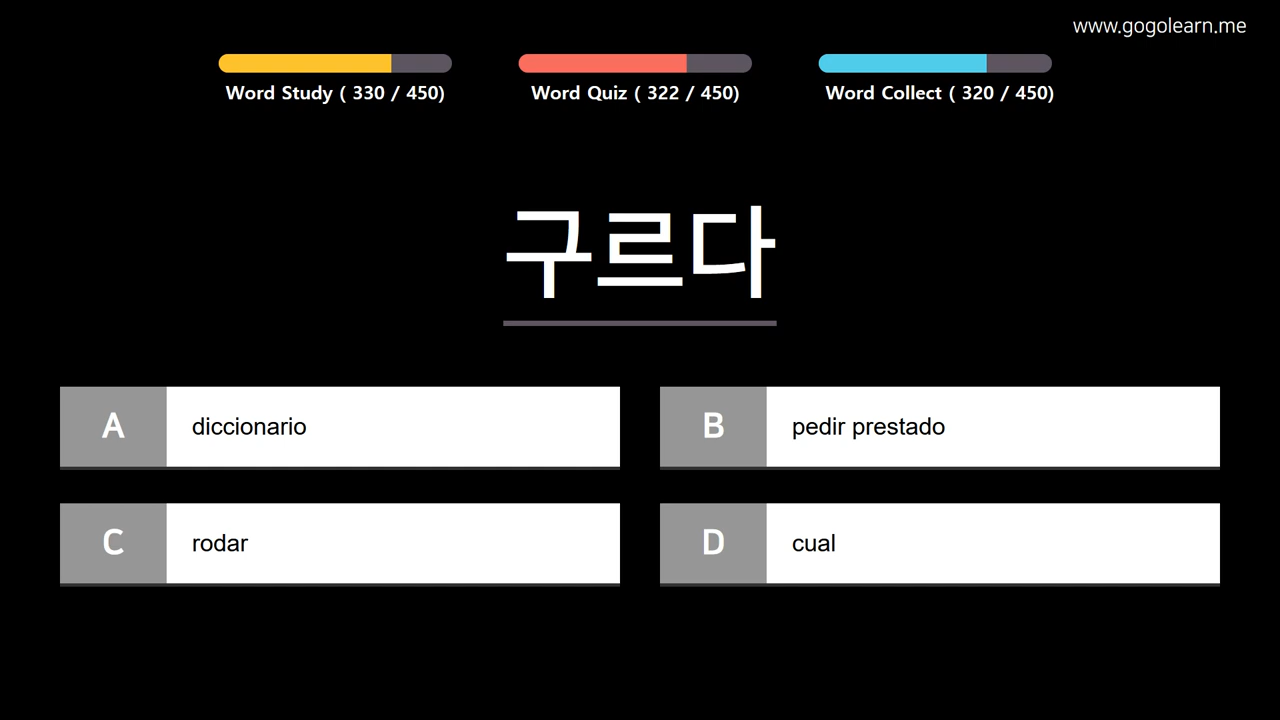 www.gogolearn.me
Word Study ( 330 / 450)
Word Quiz ( 322 / 450)
Word Collect ( 320 / 450)
구르다
A diccionario
B pedir prestado
C rodar
D cual